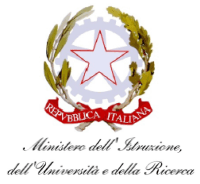 REPVBBLICA ITALIANA
Ministero dell'Istruzione,
dell'Università e della Ricerca